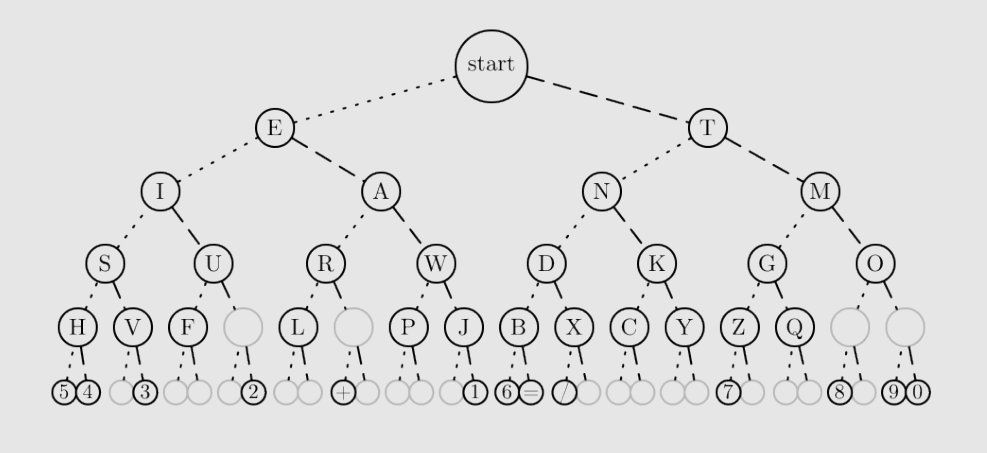 start
E T
I A N M
S U R W D K G O
H V F L P J B X C Y Z Q
5 4 3 2 + 1 6 = / 7 8 9 0